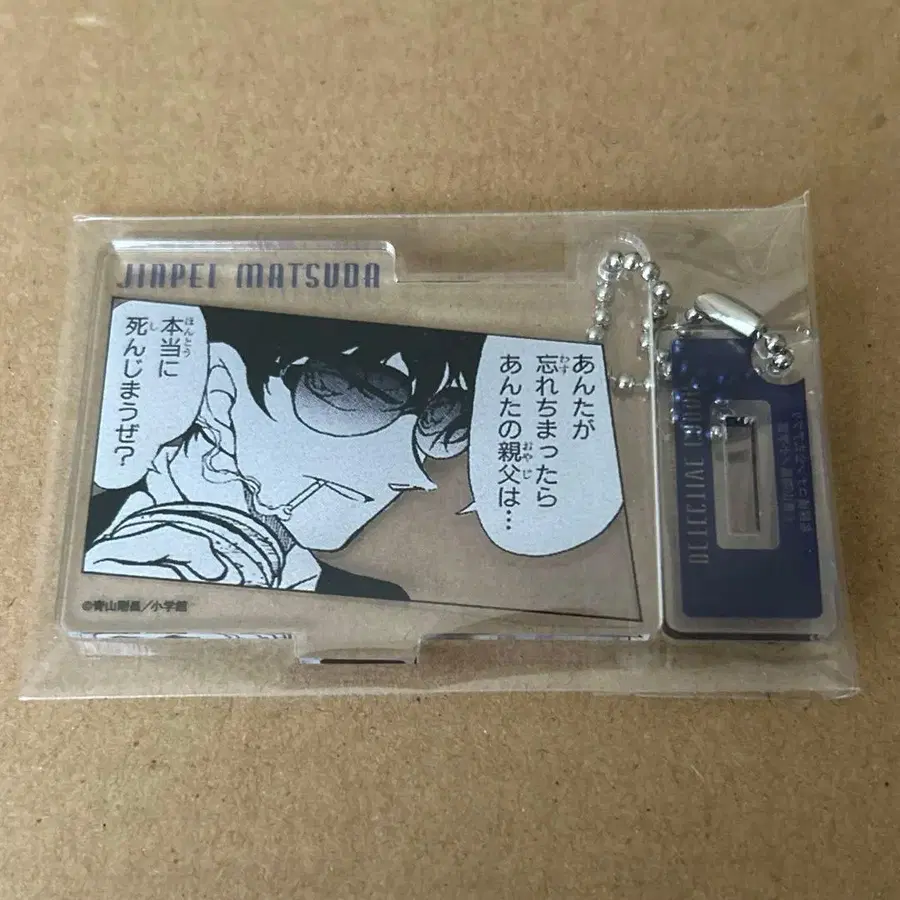 JINPEI MATSUDA
あんたが
忘れちまったら
あんたの親父は…
本当に
死んじまうぜ？
©青山剛昌／小学館
DETECTIVE CONAN